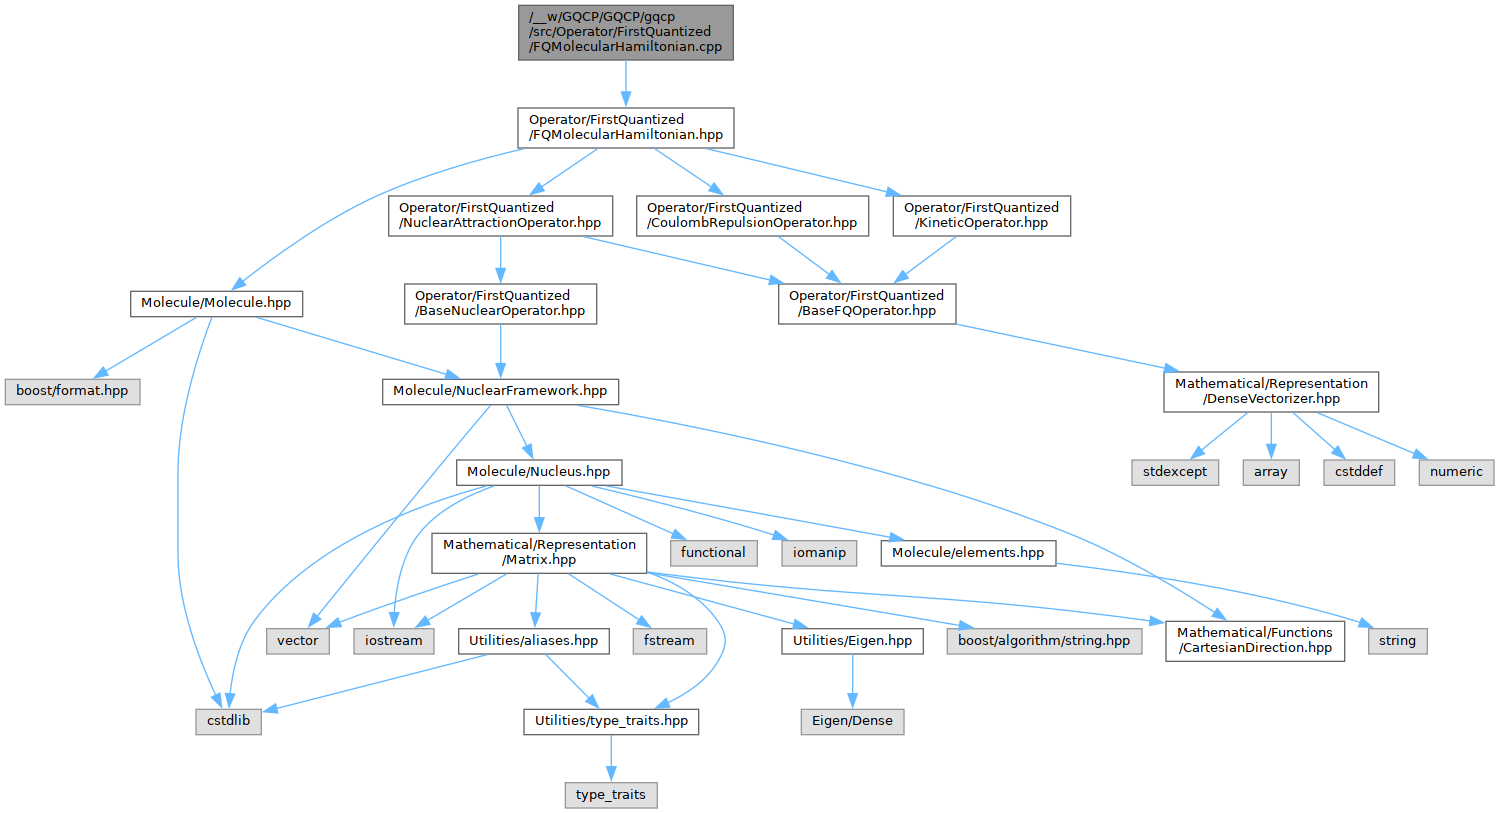 /__w/GQCP/GQCP/gqcp
/src/Operator/FirstQuantized
/FQMolecularHamiltonian.cpp
Operator/FirstQuantized
/FQMolecularHamiltonian.hpp
Operator/FirstQuantized
/NuclearAttractionOperator.hpp
Operator/FirstQuantized
/CoulombRepulsionOperator.hpp
Operator/FirstQuantized
/KineticOperator.hpp
Molecule/Molecule.hpp
Operator/FirstQuantized
/BaseNuclearOperator.hpp
Operator/FirstQuantized
/BaseFQOperator.hpp
boost/format.hpp
Molecule/NuclearFramework.hpp
Mathematical/Representation
/DenseVectorizer.hpp
Molecule/Nucleus.hpp
stdexcept
array
cstddef
numeric
Mathematical/Representation
/Matrix.hpp
functional
iomanip
Molecule/elements.hpp
vector
iostream
Utilities/aliases.hpp
fstream
Utilities/Eigen.hpp
boost/algorithm/string.hpp
Mathematical/Functions
/CartesianDirection.hpp
string
cstdlib
Utilities/type_traits.hpp
Eigen/Dense
type_traits